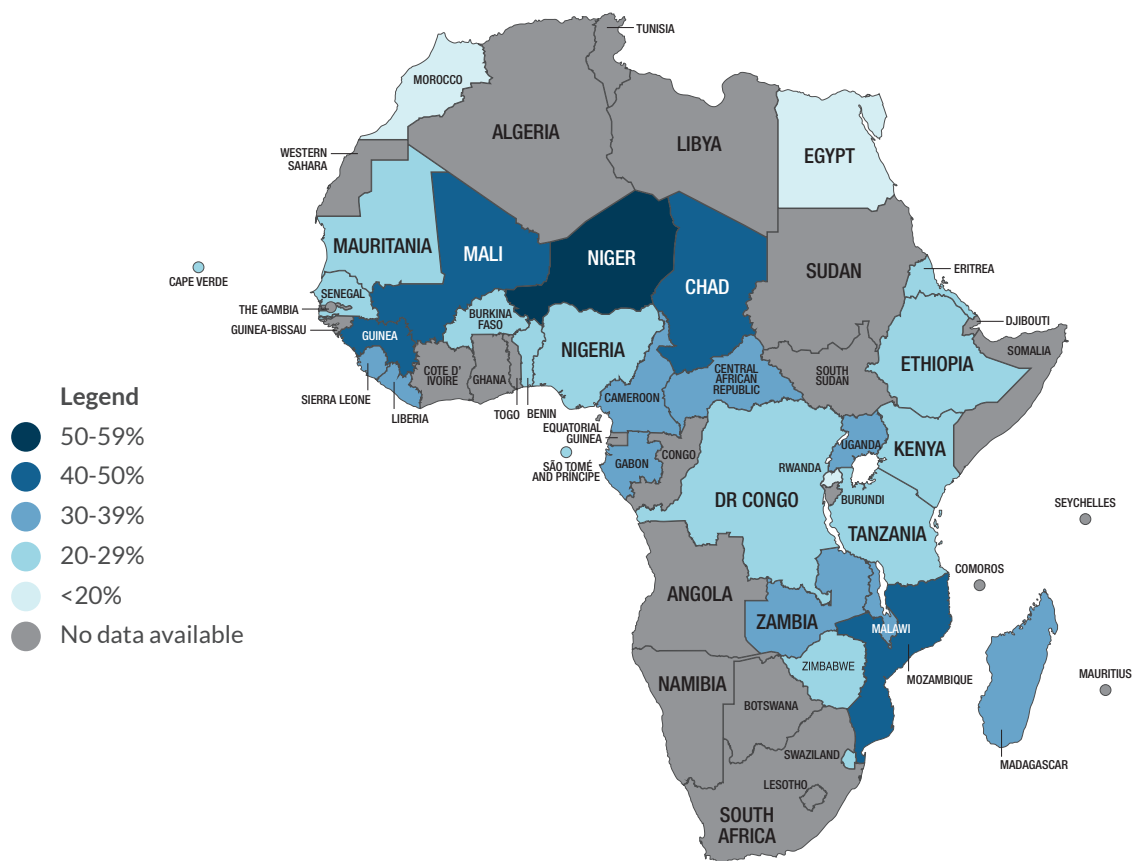 TUNISIA
MOROCCO
ALGERIA
LIBYA
EGYPT
WESTERN
SAHARA
MAURITANIA
MALI
NIGER
CHAD
SUDAN
ERITREA
CAPE VERDE
SENEGAL
THE GAMBIA
GUINEA-BISSAU
GUINEA
BURKINA
FASO
NIGERIA
DJIBOUTI
SOMALIA
ETHIOPIA
COTE D'
IVOIRE
GHANA
CENTRAL
AFRICAN
REPUBLIC
SOUTH
SUDAN
SIERRA LEONE
LIBERIA
TOGO
BENIN
CAMEROON
EQUATORIAL
GUINEA
SÃO TOMÉ
AND PRÍNCIPE
GABON
CONGO
UGANDA
KENYA
RWANDA
DR CONGO
BURUNDI
TANZANIA
SEYCHELLES
COMOROS
ANGOLA
ZAMBIA
MALAWI
ZIMBABWE
MOZAMBIQUE
MAURITIUS
NAMIBIA
BOTSWANA
MADAGASCAR
SWAZILAND
LESOTHO
SOUTH
AFRICA
Legend
50-59%
40-50%
30-39%
20-29%
<20%
No data available